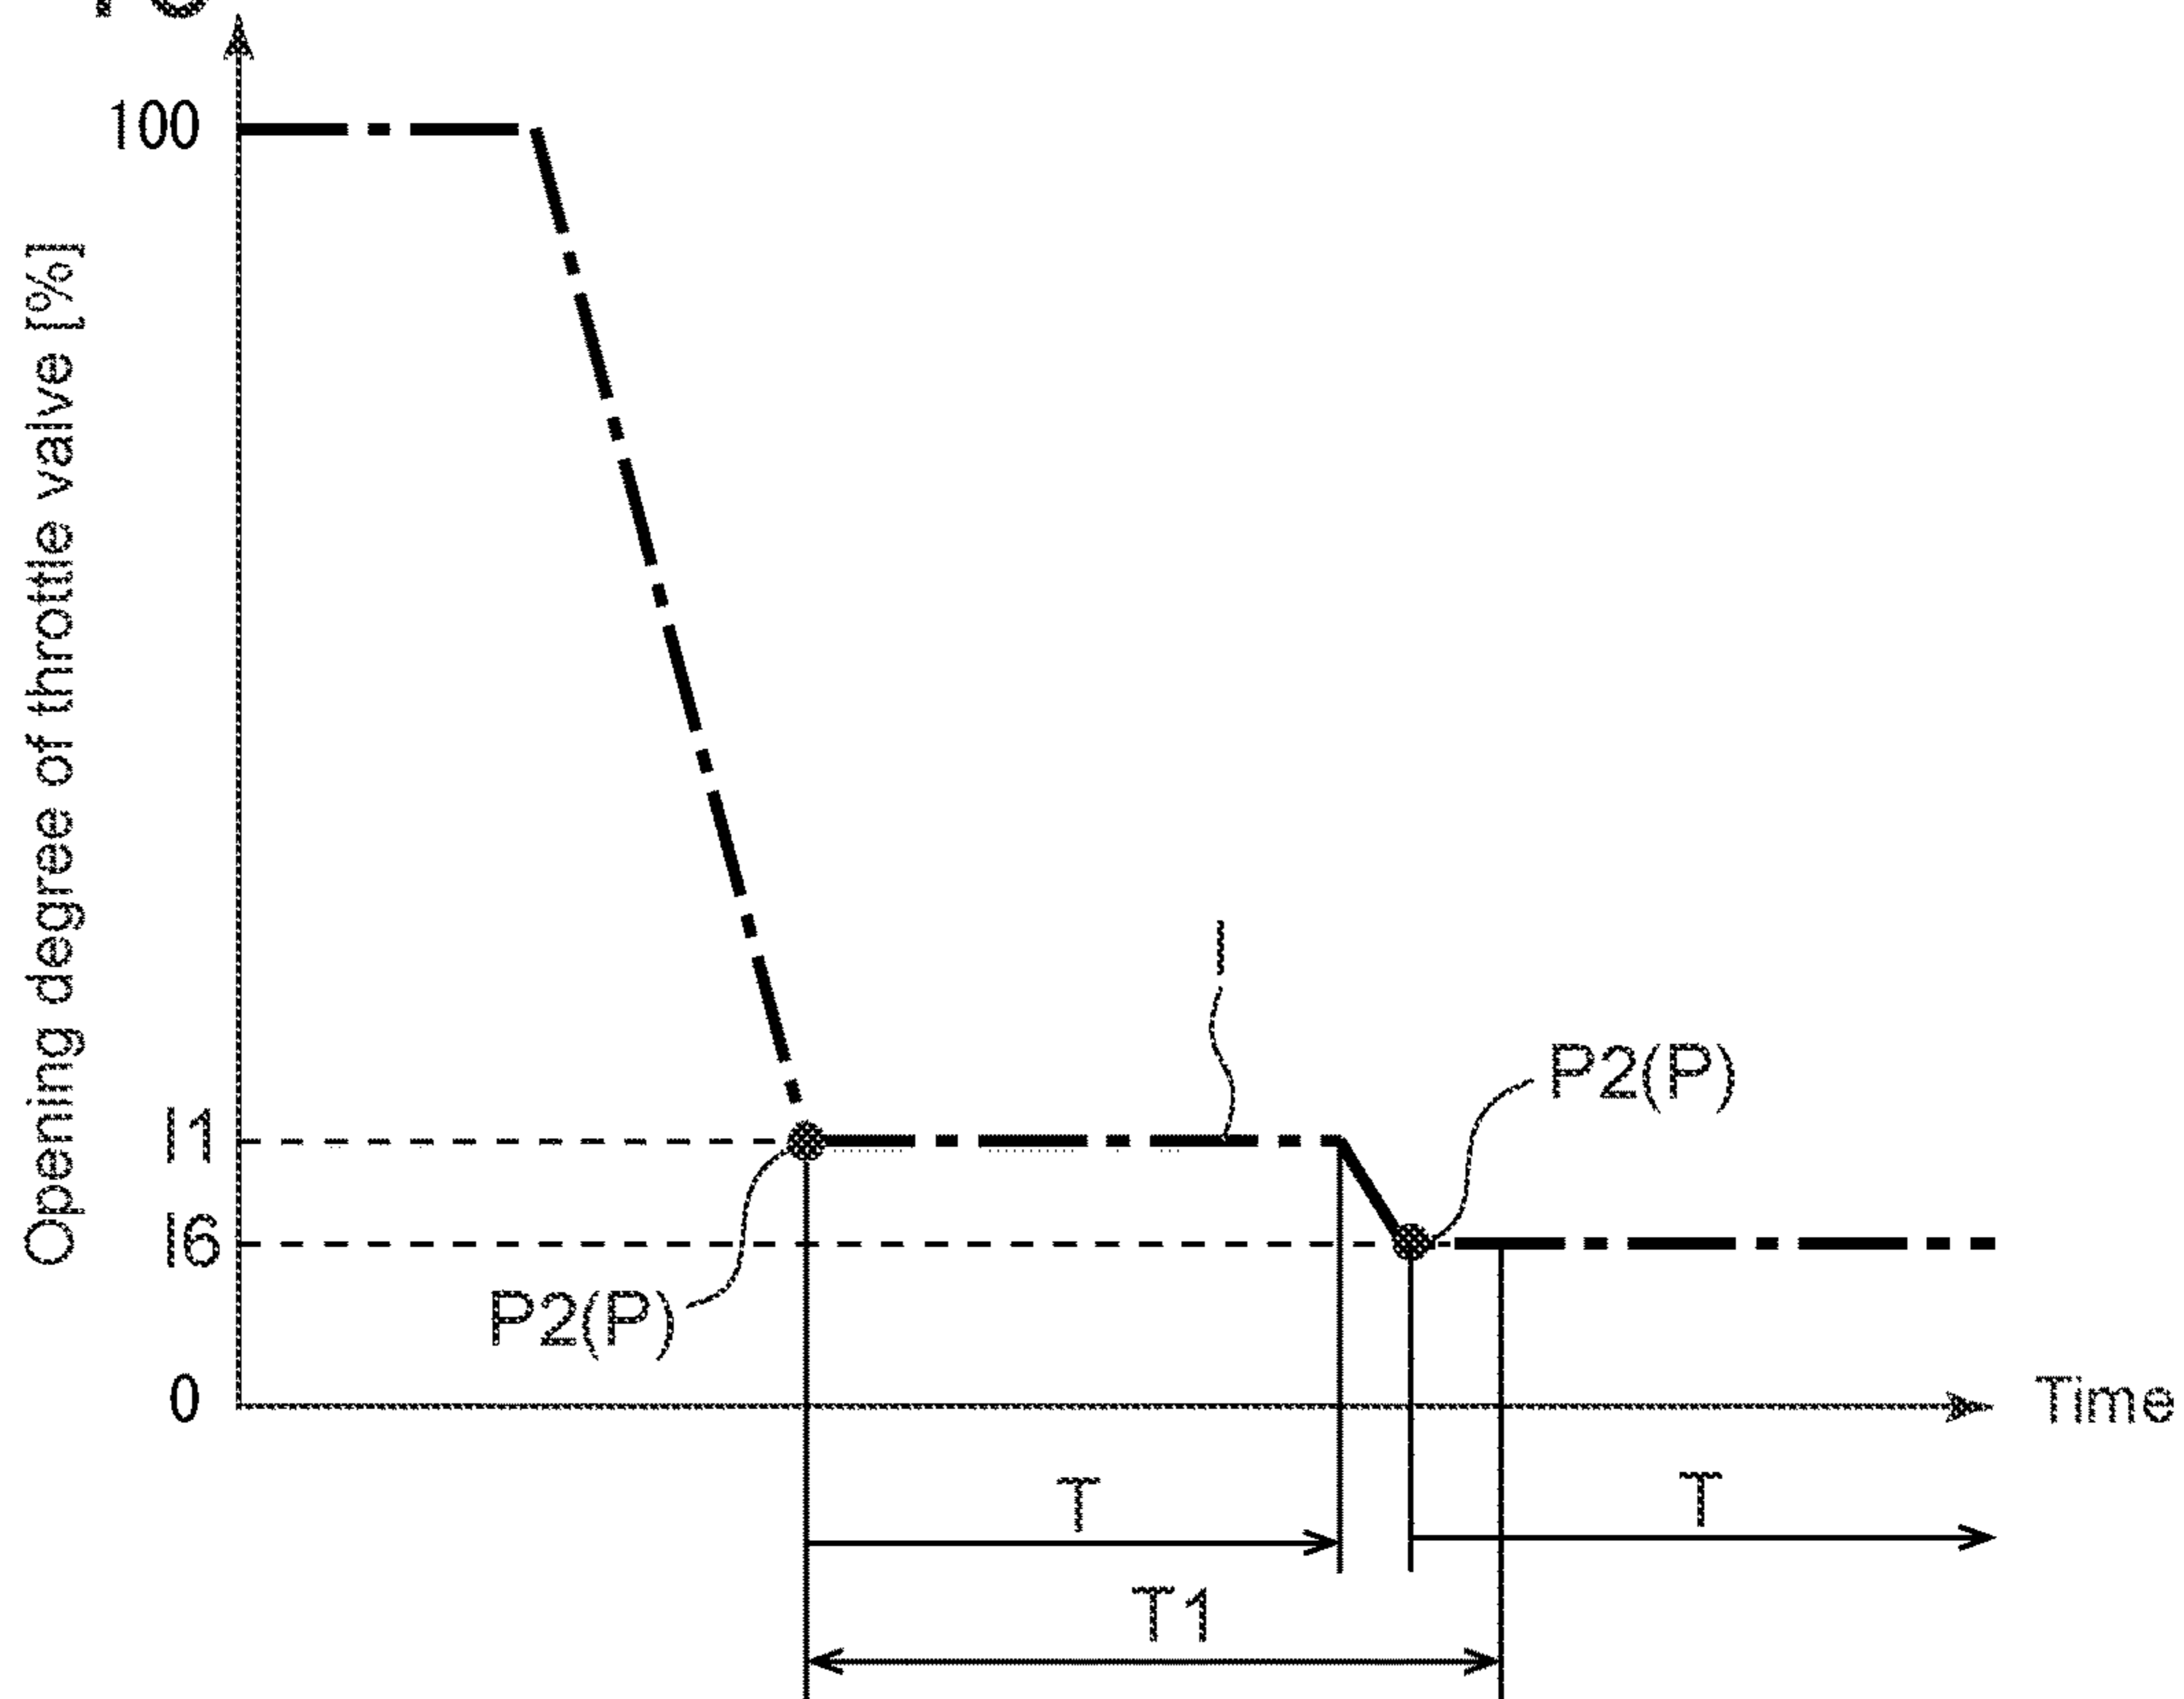 100
Opening degree of throttle valve [%]
I
P2(P)
I1
I6
P2(P)
0
Time
T
T
T1